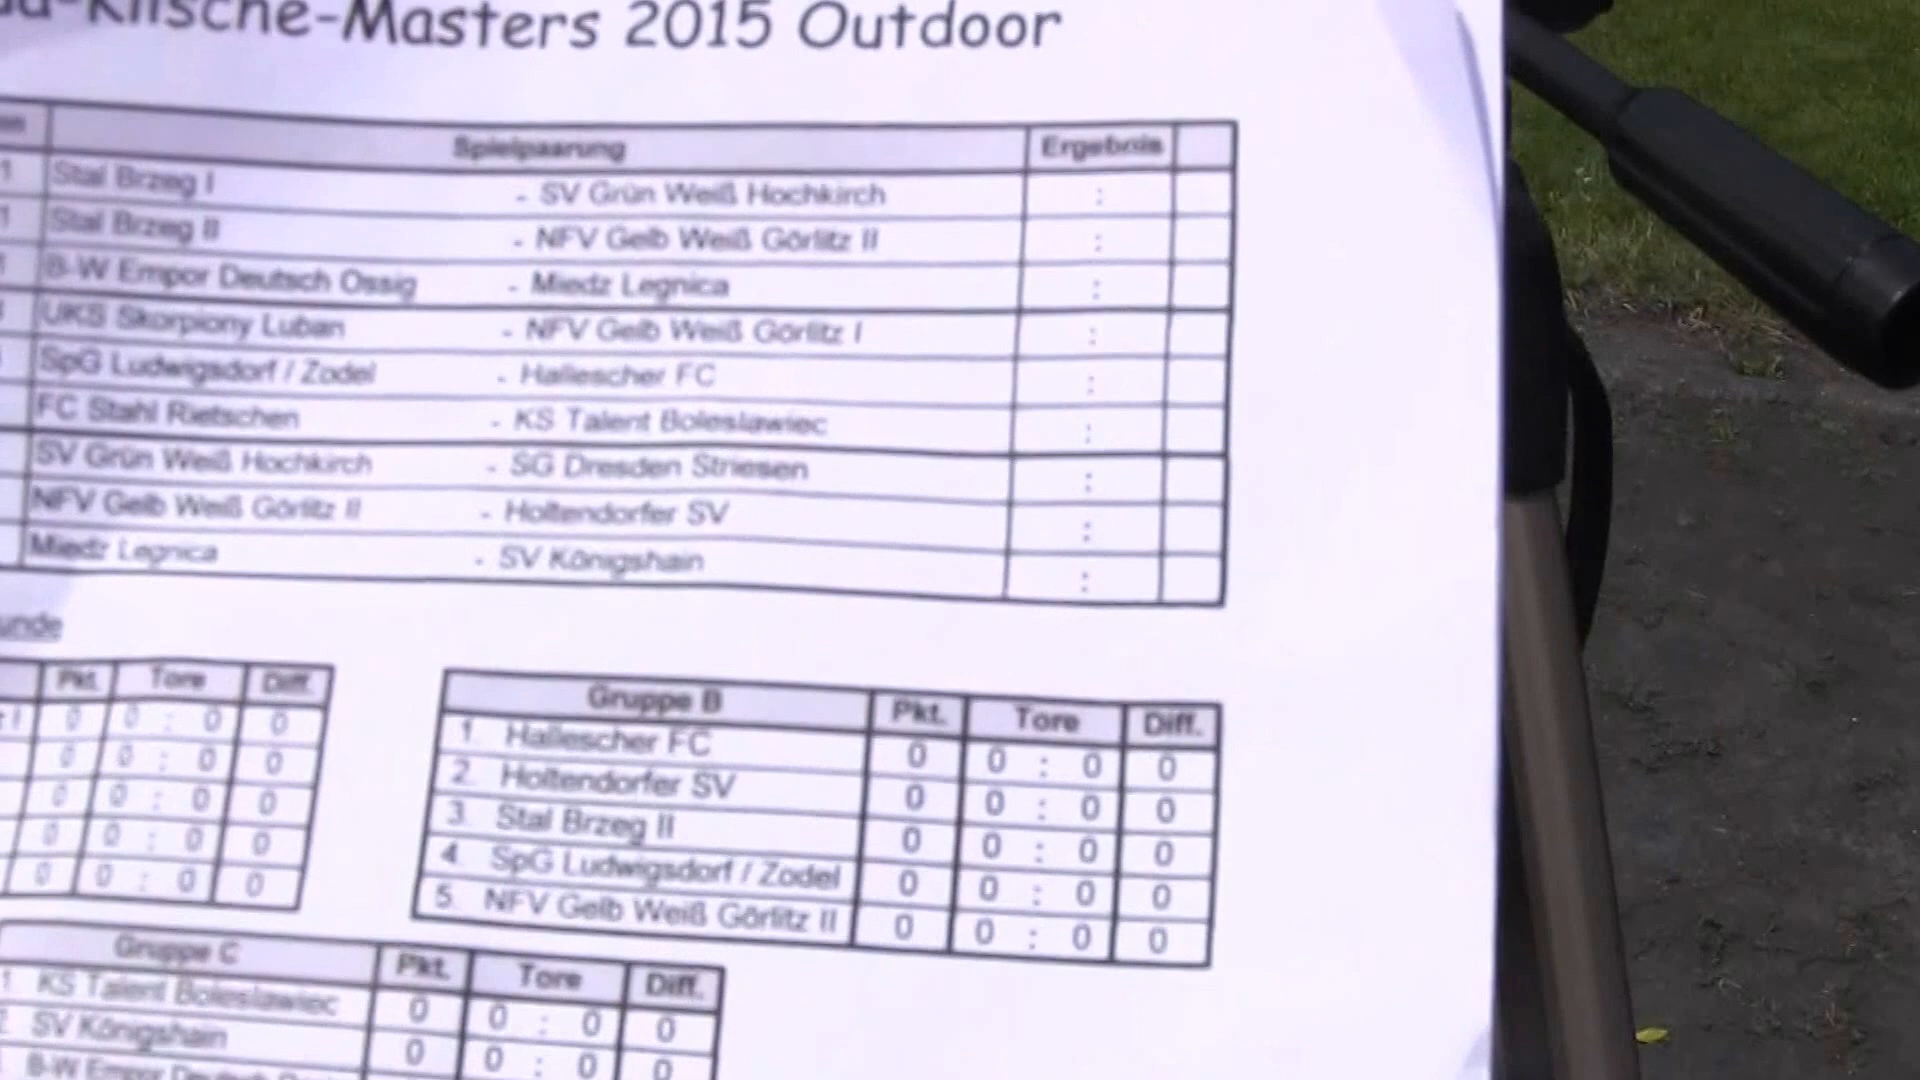 -Klische-Masters 2015 Outdoor
Spielpaarung Ergebnis
1 Stal Brzeg I - SV Grün Weiß Hochkirch :
1 Stal Brzeg II - NFV Gelb Weiß Görlitz II :
B-W Empor Deutsch Ossig - Miedz Legnica :
UKS Skorpiony Luban - NFV Gelb Weiß Görlitz I :
SpG Ludwigsdorf / Zodel - Hallescher FC :
FC Stahl Rietschen - KS Talent Boleslawiec :
SV Grün Weiß Hochkirch - SG Dresden Striesen :
NFV Gelb Weiß Görlitz II - Holtendorfer SV :
Miedz Legnica - SV Königshain :
unde
Pkt. Tore Diff.
I 0 0 : 0 0
0 0 : 0 0
0 0 : 0 0
0 0 : 0 0
0 0 : 0 0
Gruppe B Pkt. Tore Diff.
1. Hallescher FC 0 0 : 0 0
2. Holtendorfer SV 0 0 : 0 0
3. Stal Brzeg II 0 0 : 0 0
4. SpG Ludwigsdorf / Zodel 0 0 : 0 0
5. NFV Gelb Weiß Görlitz II 0 0 : 0 0
Gruppe C Pkt. Tore Diff.
1. KS Talent Boleslawiec 0 0 : 0 0
2. SV Königshain 0 0 : 0 0
B-W Empor Deutsch